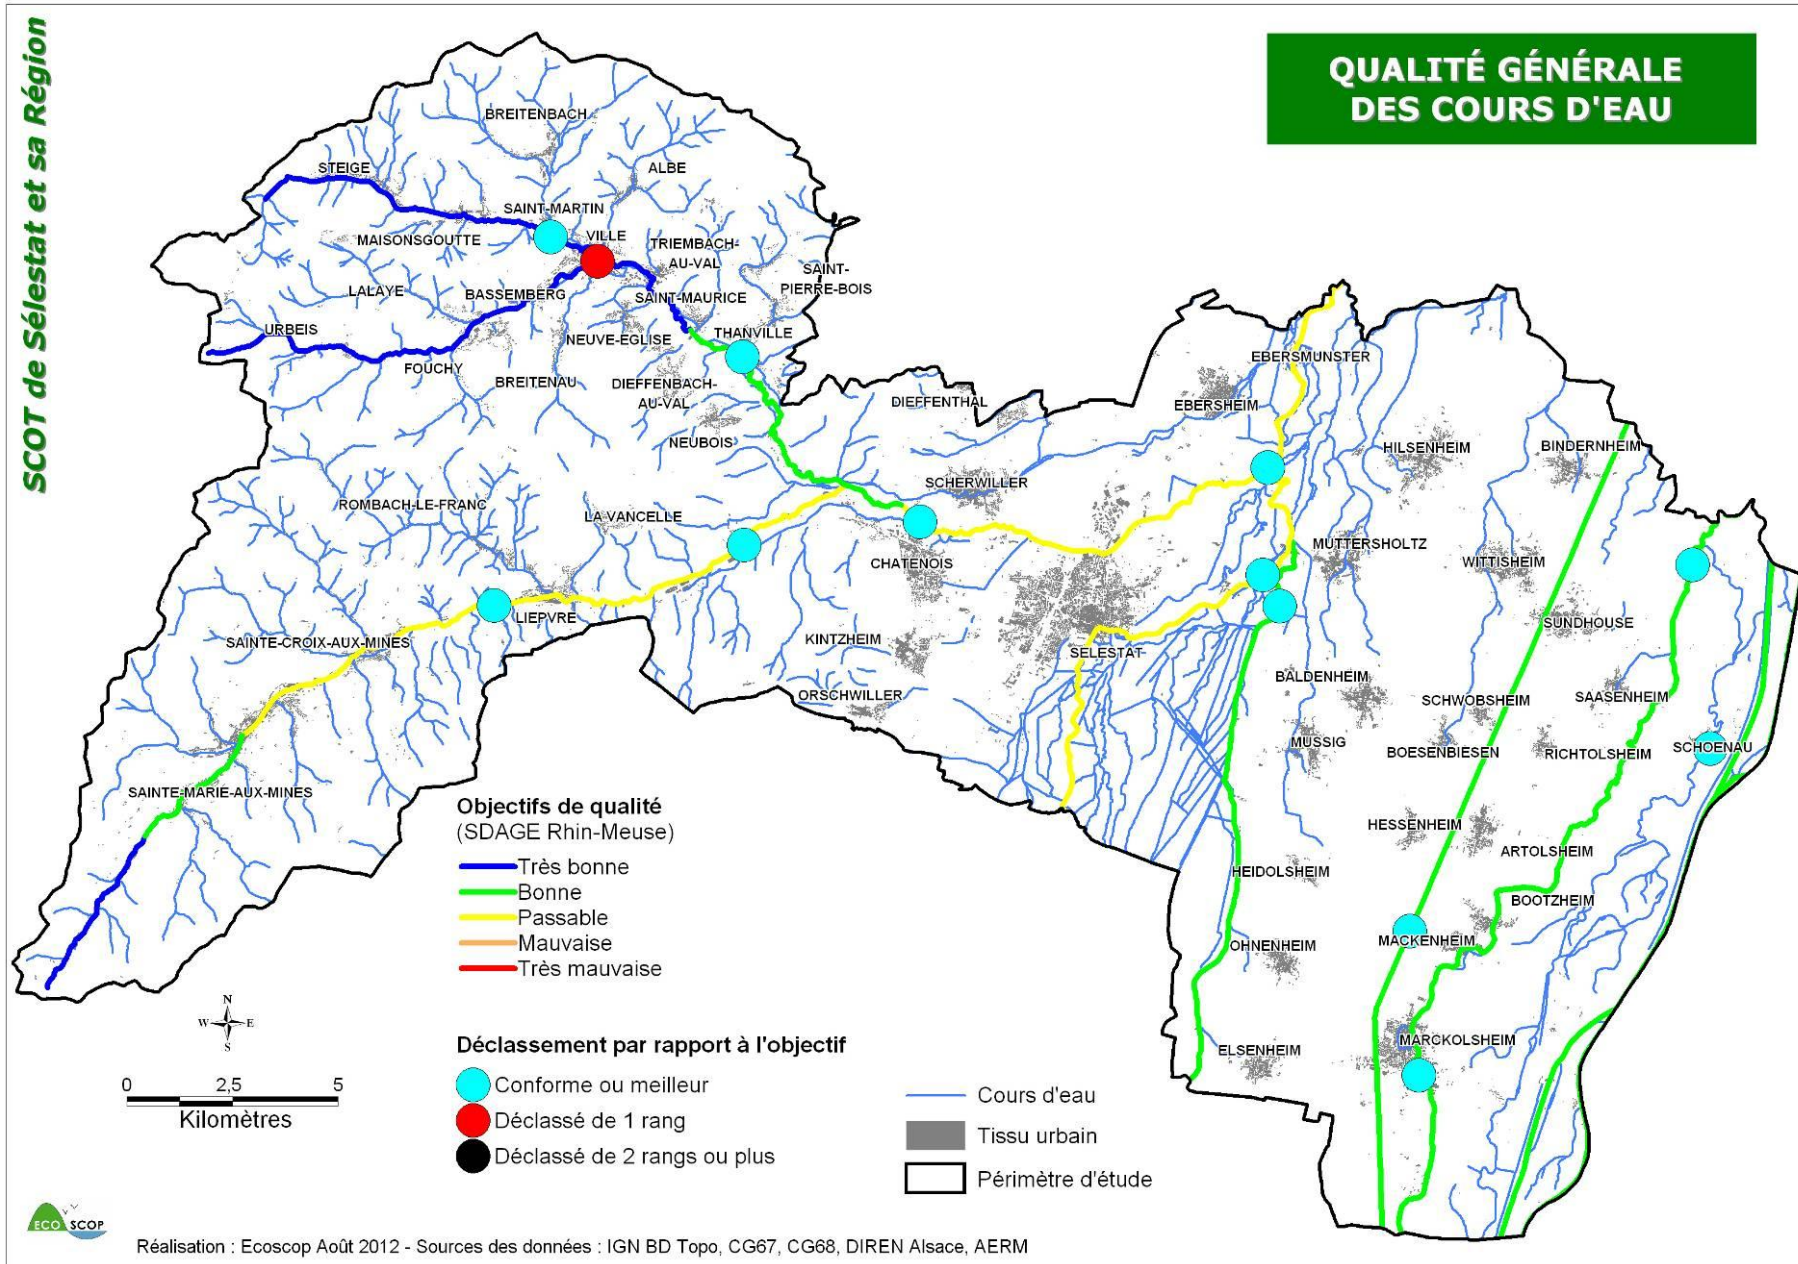 SCOT de Sélestat et sa Région
QUALITÉ GÉNÉRALE
DES COURS D'EAU
BREITENBACH
STEIGE
ALBE
SAINT-MARTIN
VILLE
MAISONSGOUTTE
TRIEMBACH-
AU-VAL
SAINT-
PIERRE-BOIS
LALAYE
BASSEMBERG
SAINT-MAURICE
URBEIS
NEUVE-EGLISE
THANVILLE
FOUCHY
BREITENAU
DIEFFENBACH-
AU-VAL
NEUBOIS
DIEFFENTHAL
EBERSMUNSTER
EBERSHEIM
HILSENHEIM
BINDERNHEIM
ROMBACH-LE-FRANC
LA VANCELLE
SCHERWILLER
CHATENOIS
MUTTERSHOLTZ
WITTISHEIM
LIEPVRE
SAINTE-CROIX-AUX-MINES
KINTZHEIM
SELESTAT
SUNDHOUSE
ORSCHWILLER
BALDENHEIM
SCHWOBSHEIM
SAASENHEIM
MUSSIG
BOESENBIESEN
RICHTOLSHEIM
SCHOENAU
SAINTE-MARIE-AUX-MINES
HESSENHEIM
ARTOLSHEIM
HEIDOLSHEIM
BOOTZHEIM
OHNENHEIM
MACKENHEIM
ELSENHEIM
MARCKOLSHEIM
Objectifs de qualité
(SDAGE Rhin-Meuse)
Très bonne
Bonne
Passable
Mauvaise
Très mauvaise
N
W E
S
0 2,5 5
Kilomètres
Déclassement par rapport à l'objectif
Conforme ou meilleur
Déclassé de 1 rang
Déclassé de 2 rangs ou plus
Cours d'eau
Tissu urbain
Périmètre d'étude
ECO SCOP
Réalisation : Ecoscop Août 2012 - Sources des données : IGN BD Topo, CG67, CG68, DIREN Alsace, AERM